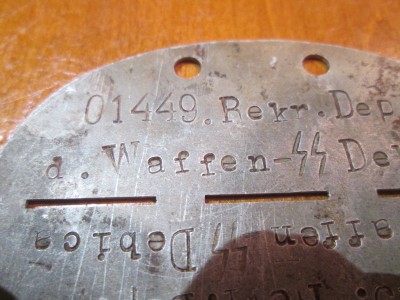 01449. Rekr. Dep
d. Waffen-SS De
affen SS Debica